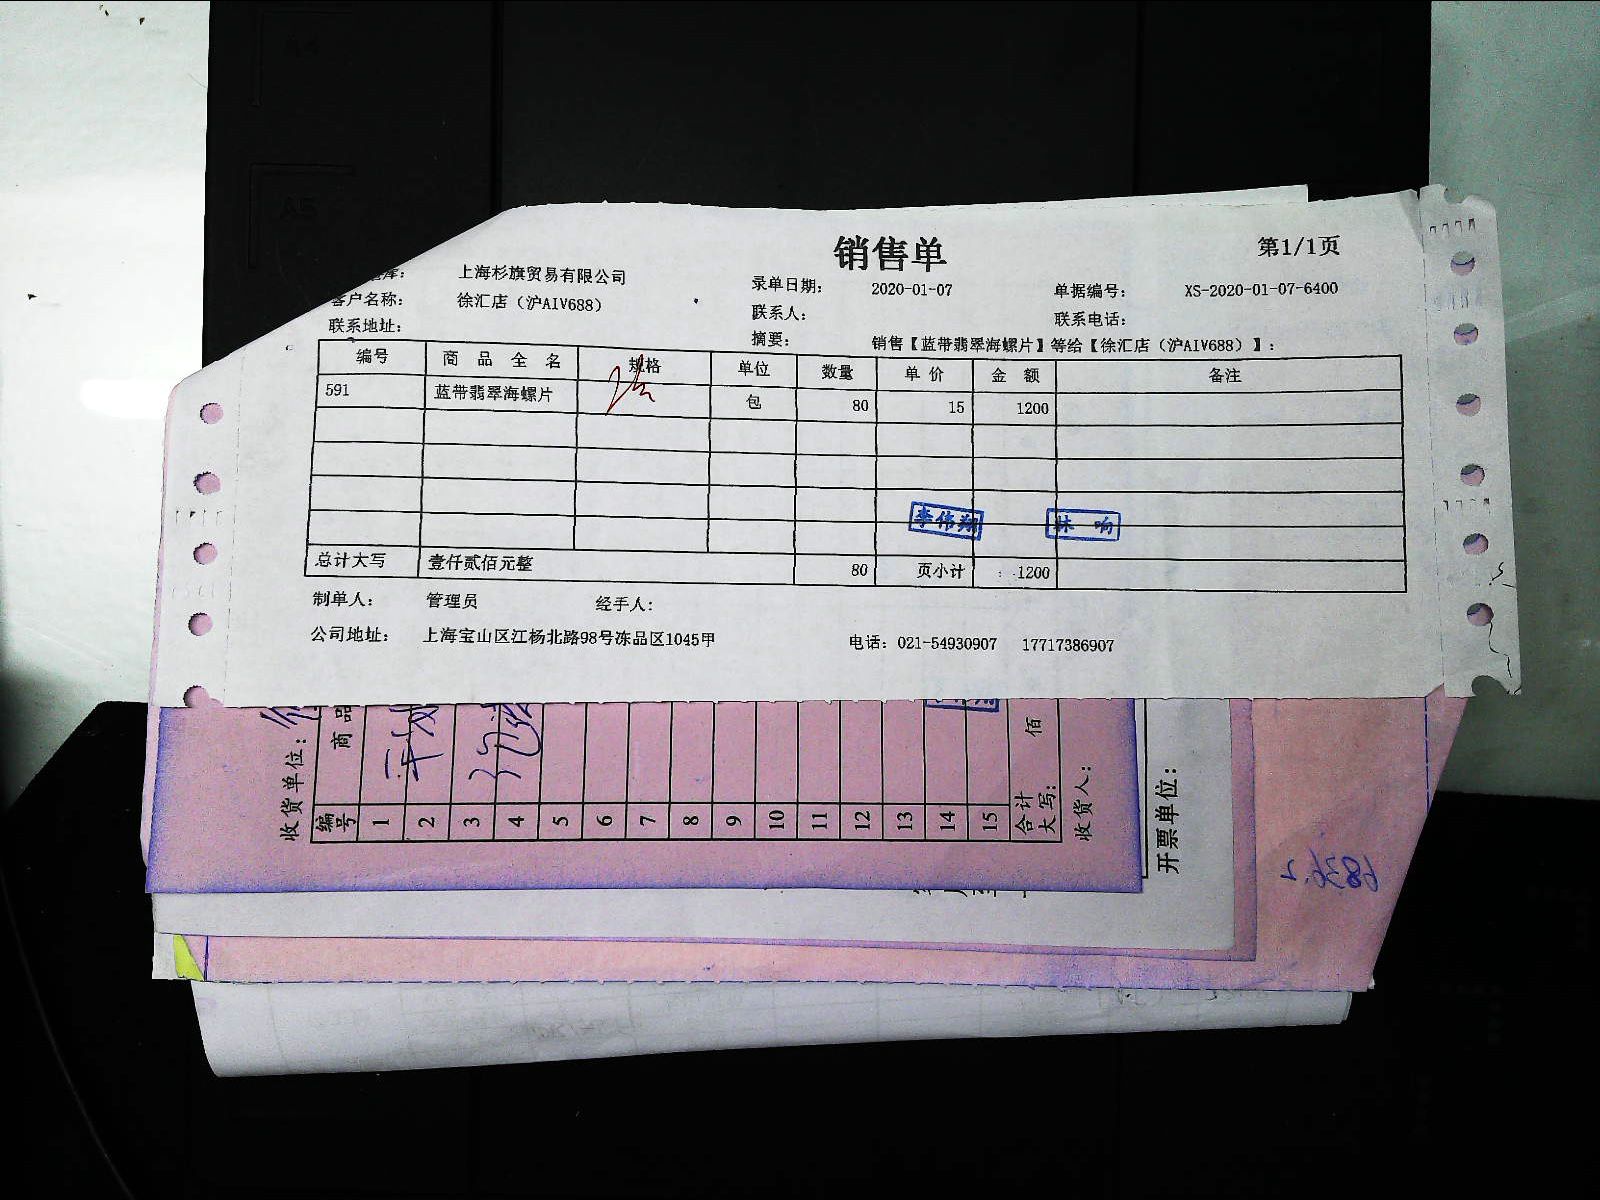 销售单
第1/1页
库： 上海杉旗贸易有限公司 录单日期： 2020-01-07 单据编号： XS-2020-01-07-6400
客户名称： 徐汇店（沪AIV688） 联系人： 联系电话：
联系地址： 摘要： 销售【蓝带翡翠海螺片】等给【徐汇店（沪AIV688）】：
编号 商品全名 规格 单位 数量 单价 金额 备注
591 蓝带翡翠海螺片 包 80 15 1200
李伟翔 林响
总计大写 壹仟贰佰元整 80 页小计 1200
制单人： 管理员 经手人：
公司地址： 上海宝山区江杨北路98号冻品区1045甲 电话：021-54930907 17717386907
收货单位：
编号 商品
1
2
3
4
5
6
7
8
9
10
11
12
13
14
15
合计大写： 佰
收货人：
开票单位：